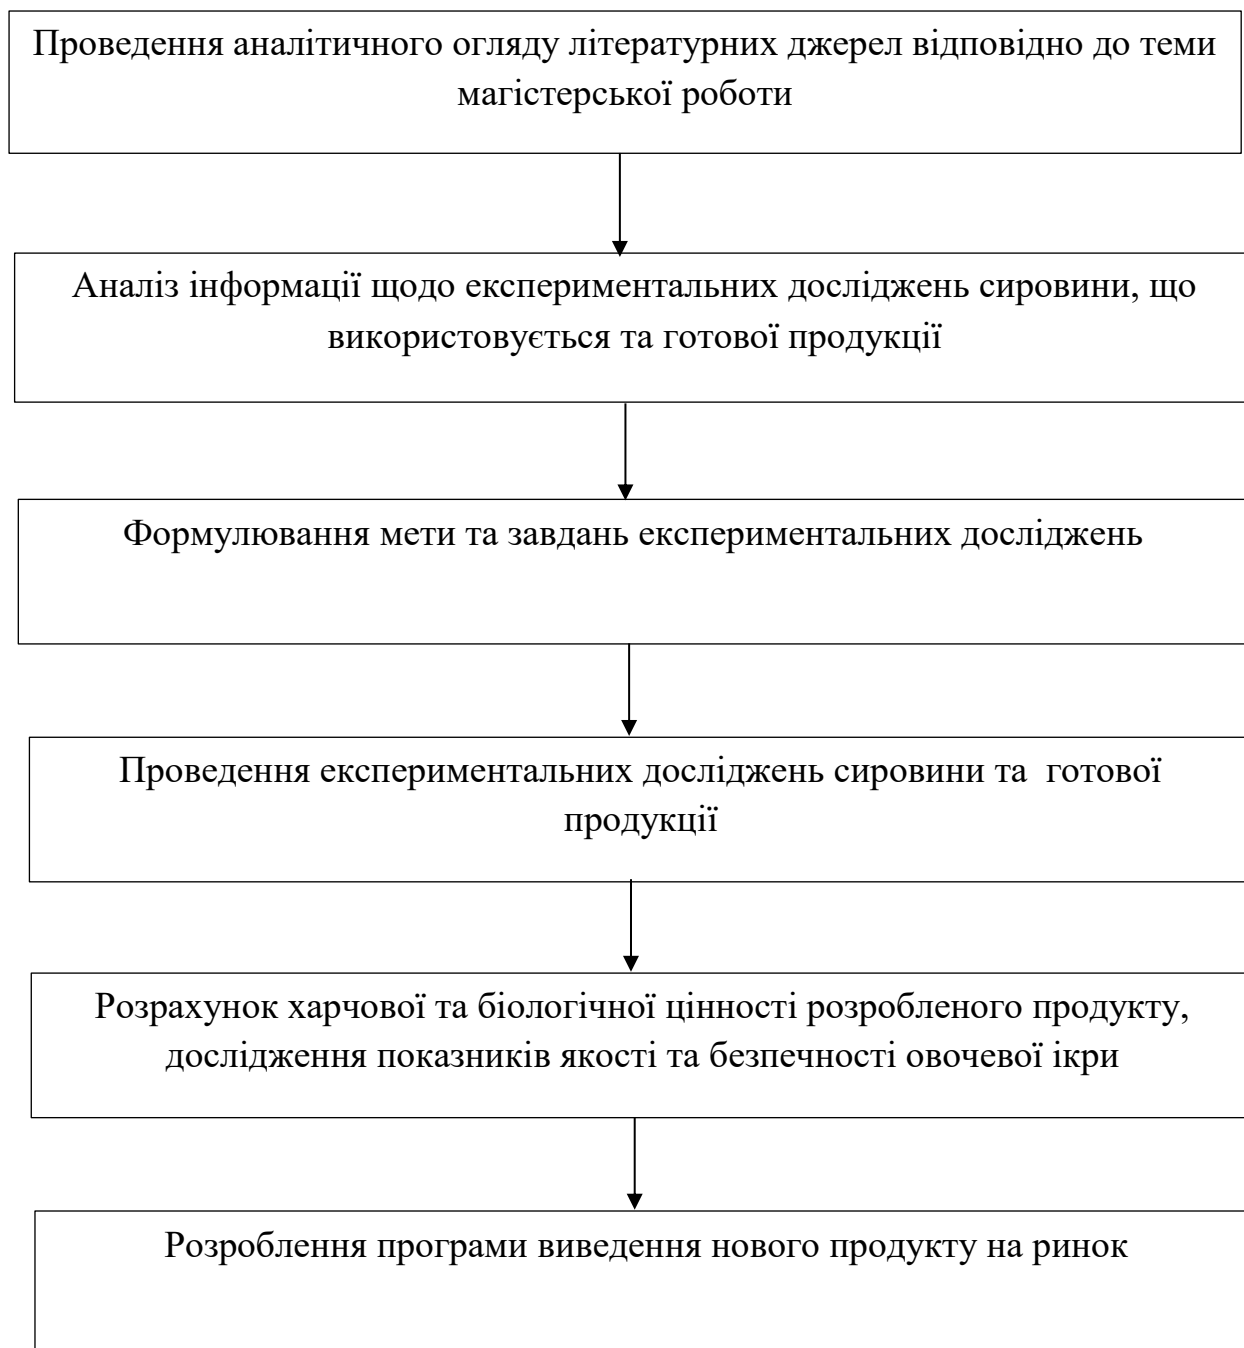 Проведення аналітичного огляду літературних джерел відповідно до теми
магістерської роботи
Аналіз інформації щодо експериментальних досліджень сировини, що
використовується та готової продукції
Формулювання мети та завдань експериментальних досліджень
Проведення експериментальних досліджень сировини та готової
продукції
Розрахунок харчової та біологічної цінності розробленого продукту,
дослідження показників якості та безпечності овочевої ікри
Розроблення програми виведення нового продукту на ринок